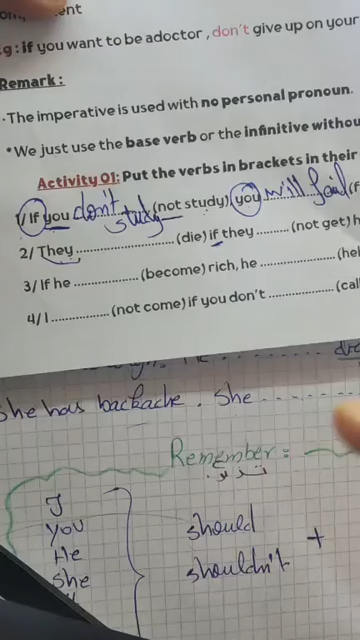 g : if you want to be adoctor , don't give up on your
Remark :
. The imperative is used with no personal pronoun.
*We just use the base verb or the infinitive withou
Activity 01: Put the verbs in brackets in their
1/ If you don't study (not study) you will fail (f
2/ They .......................... (die) if they ......... (not get) h
3/ If he .................. (become) rich, he .................. (hel
4/ I ................ (not come) if you don't .................. (cal
She has backache. She ............
Remember :
تذكر
I
you
He
She
should
shouldn't +